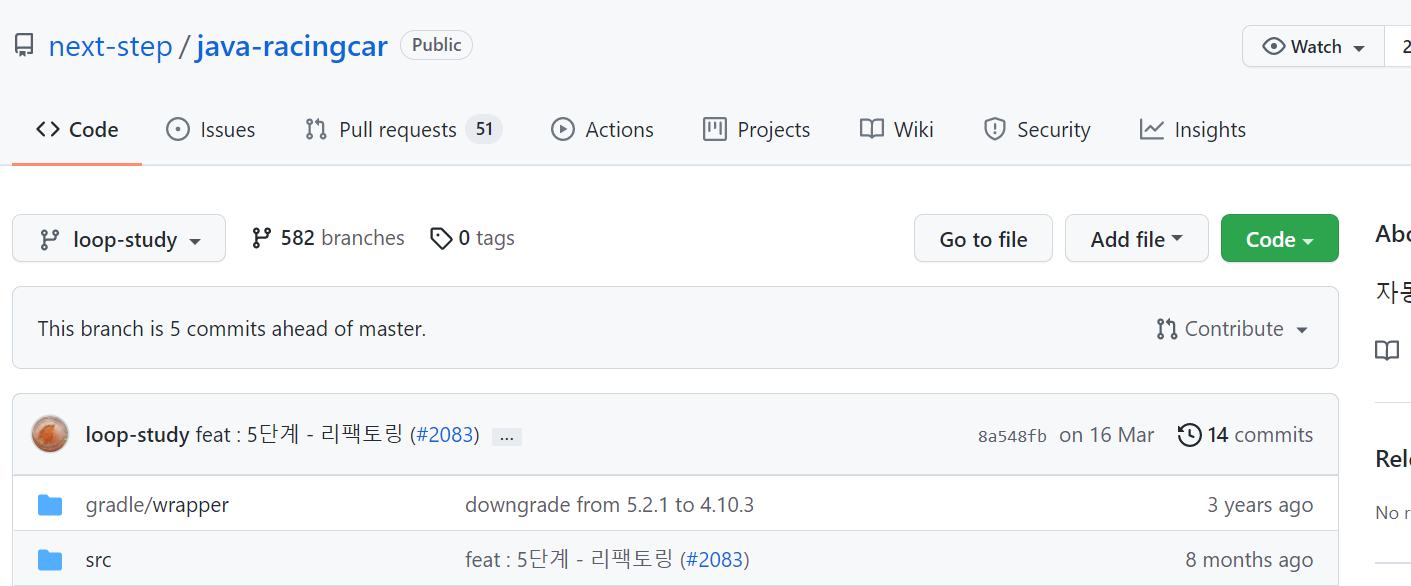 next-step / java-racingcar Public
Watch 2
Code Issues Pull requests 51 Actions Projects Wiki Security Insights
loop-study 582 branches 0 tags Go to file Add file Code
This branch is 5 commits ahead of master. Contribute
loop-study feat : 5단계 - 리팩토링 (#2083) ... 8a548fb on 16 Mar 14 commits
gradle/wrapper downgrade from 5.2.1 to 4.10.3 3 years ago
src feat : 5단계 - 리팩토링 (#2083) 8 months ago
자동
No r